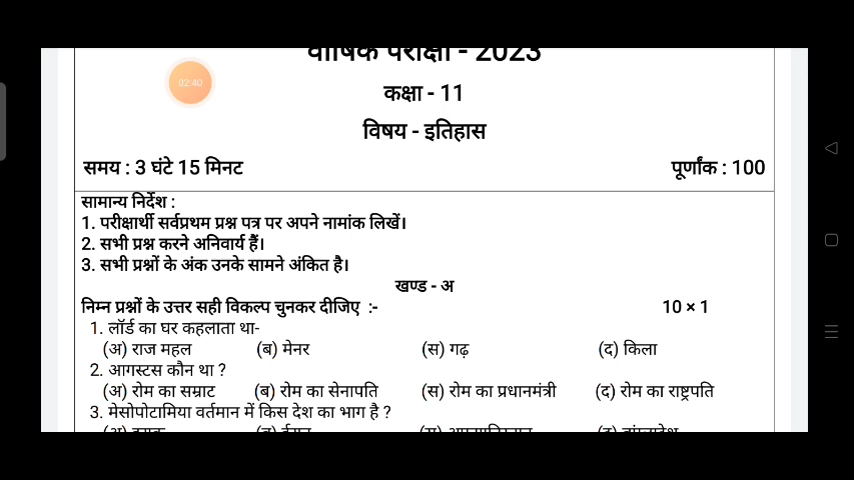 वार्षिक परीक्षा - 2023
02:40
कक्षा - 11
विषय - इतिहास
समय : 3 घंटे 15 मिनट पूर्णांक : 100
सामान्य निर्देश :
1. परीक्षार्थी सर्वप्रथम प्रश्न पत्र पर अपने नामांक लिखें।
2. सभी प्रश्न करने अनिवार्य हैं।
3. सभी प्रश्नों के अंक उनके सामने अंकित है।
खण्ड - अ
निम्न प्रश्नों के उत्तर सही विकल्प चुनकर दीजिए :- 10 × 1
1. लॉर्ड का घर कहलाता था-
(अ) राज महल (ब) मेनर (स) गढ़ (द) किला
2. आगस्टस कौन था ?
(अ) रोम का सम्राट (ब) रोम का सेनापति (स) रोम का प्रधानमंत्री (द) रोम का राष्ट्रपति
3. मेसोपोटामिया वर्तमान में किस देश का भाग है ?